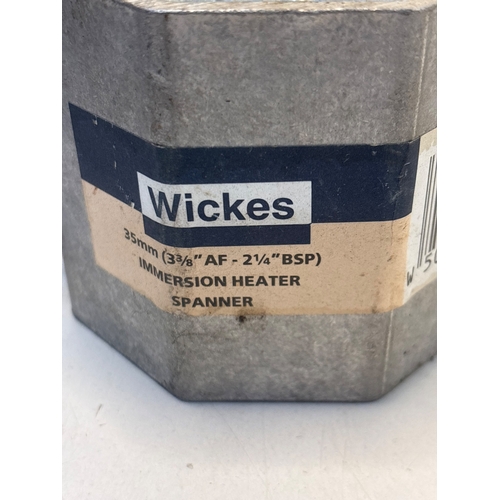 Wickes
35mm (3⅜" AF - 2¼" BSP)
IMMERSION HEATER
SPANNER